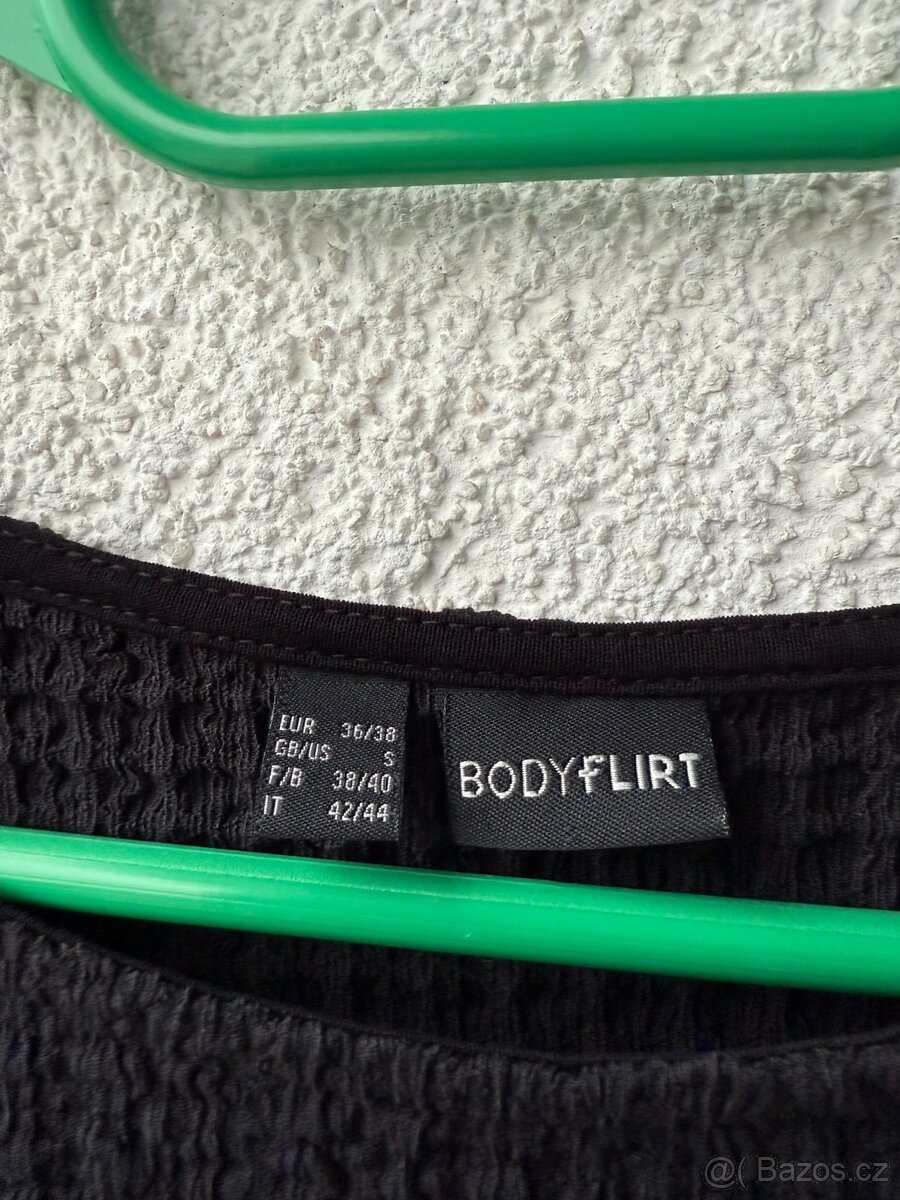 EUR 36/38
GB/US S
F/B 38/40
IT 42/44
BODYFLIRT
@( Bazos.cz